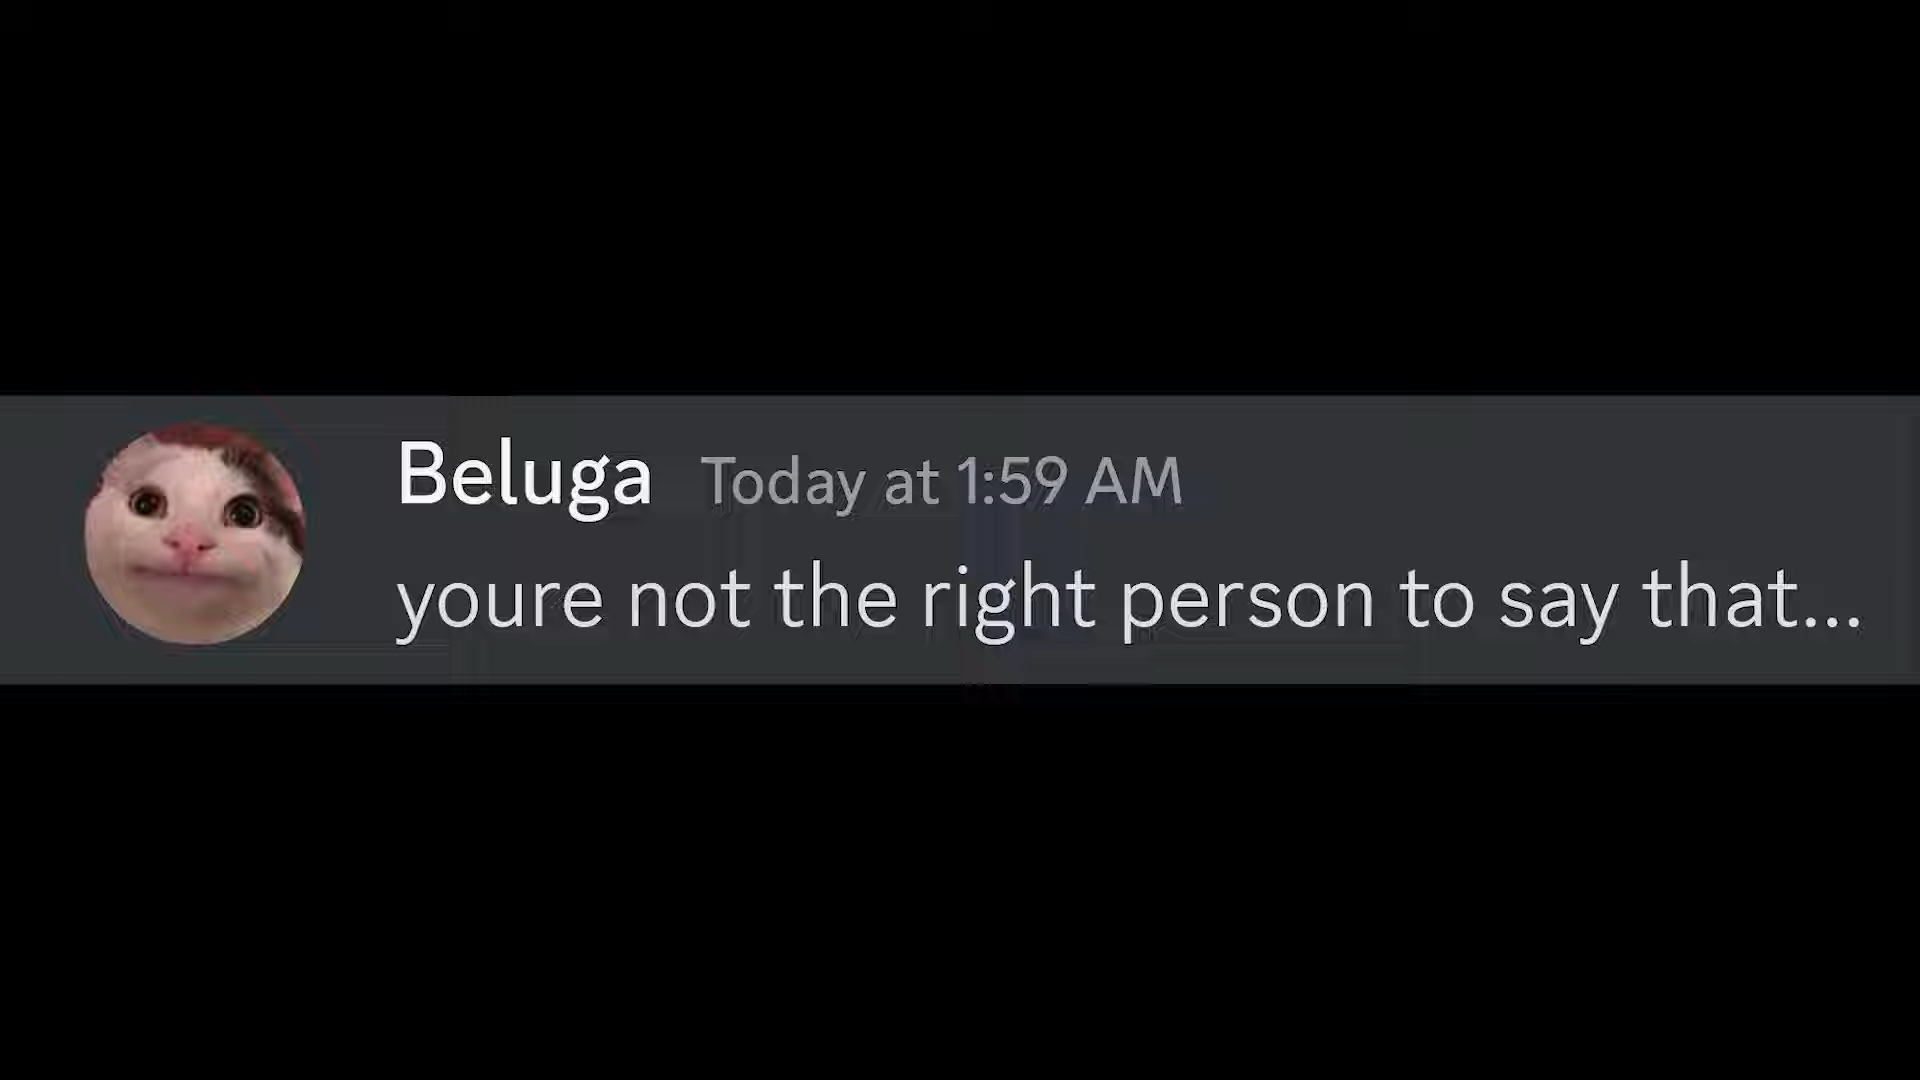 Beluga Today at 1:59 AM
youre not the right person to say that...